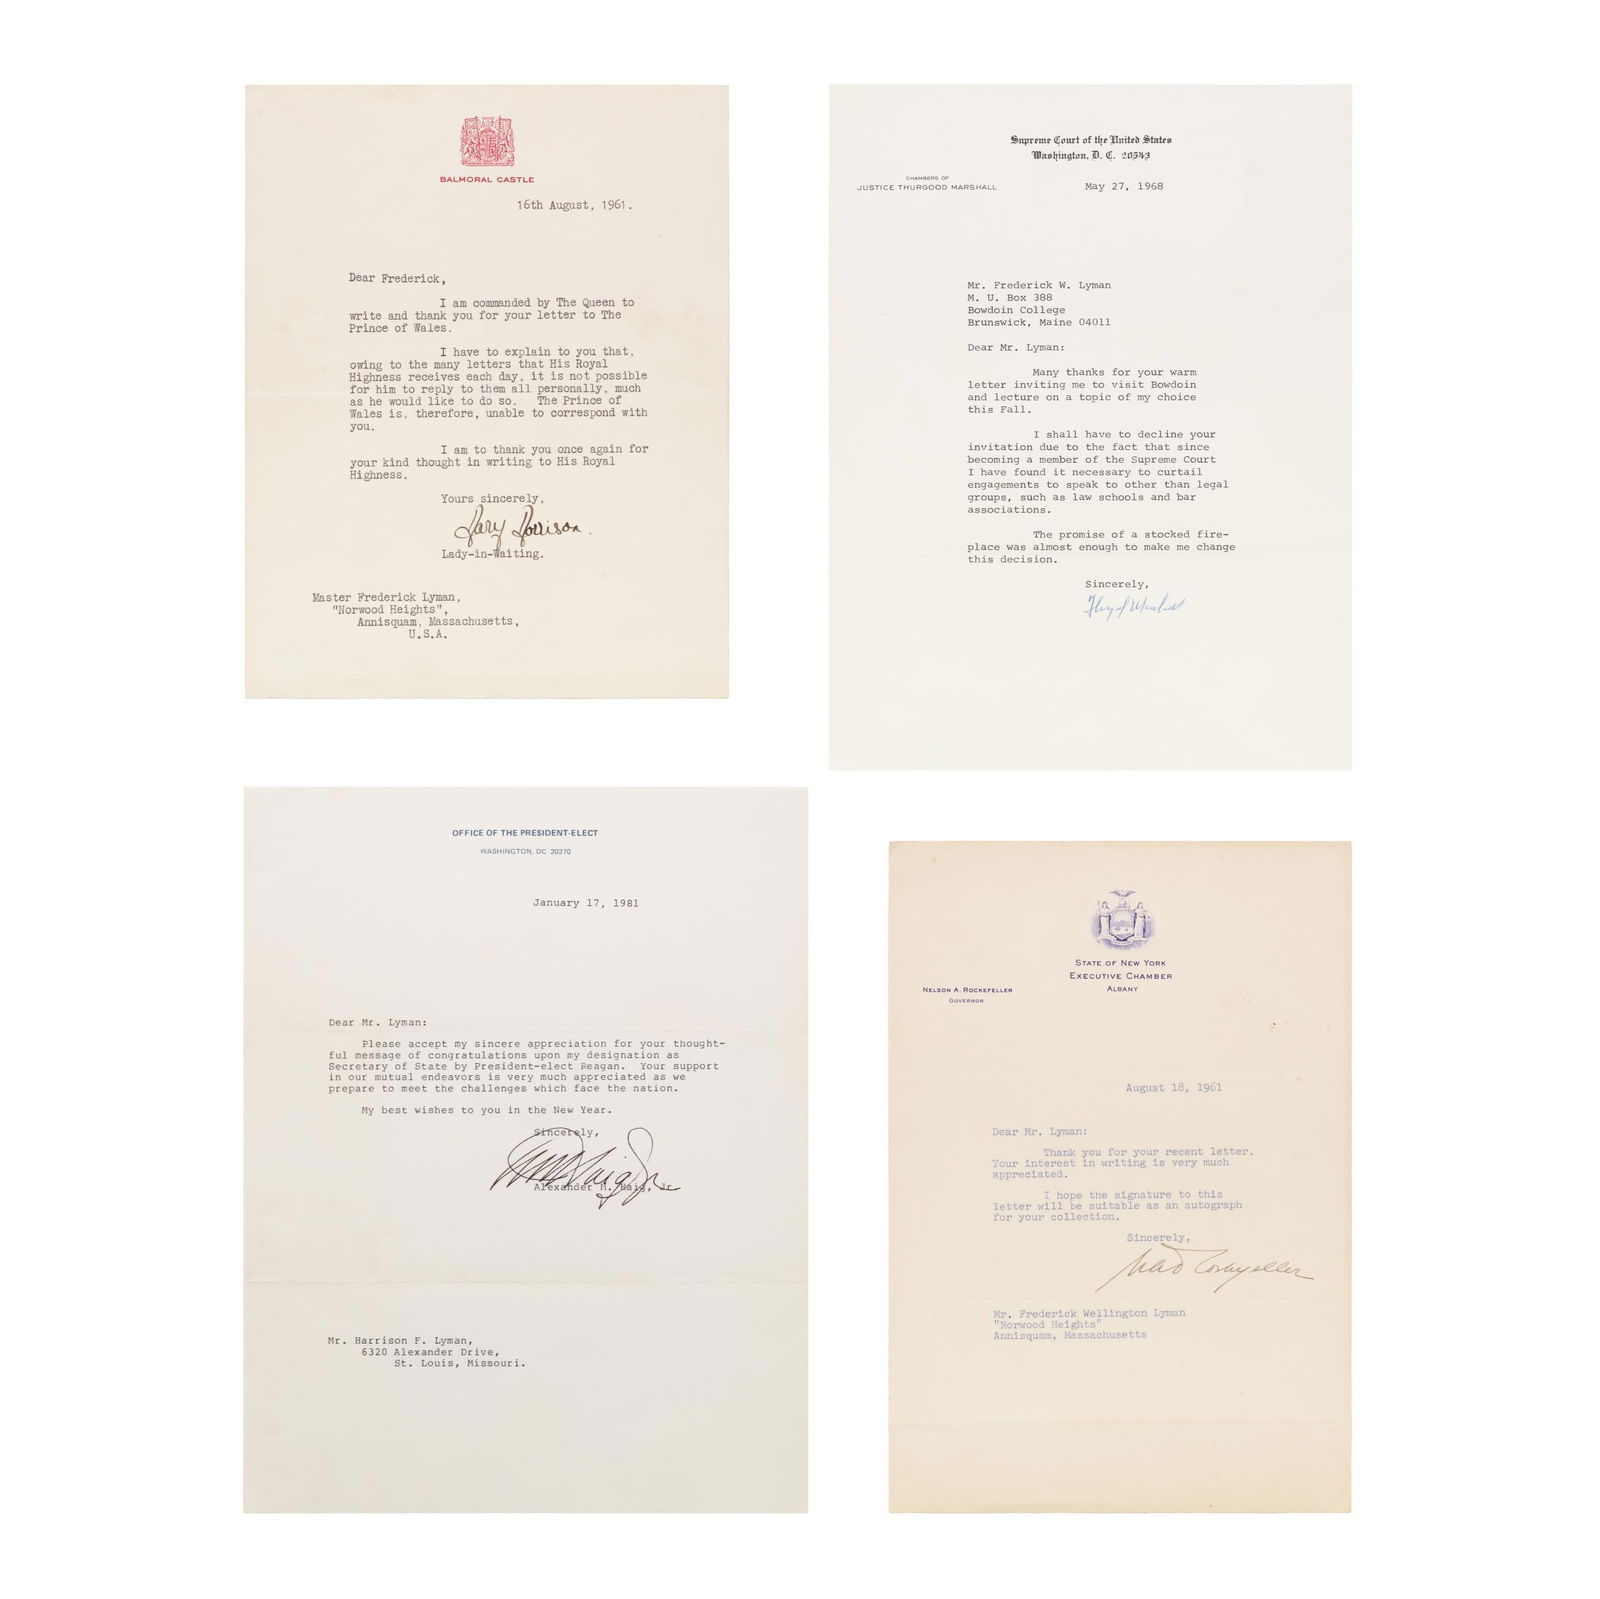 BALMORAL CASTLE
16th August, 1961.
Dear Frederick,
I am commanded by The Queen to
write and thank you for your letter to The
Prince of Wales.
I have to explain to you that,
owing to the many letters that His Royal
Highness receives each day, it is not possible
for him to reply to them all personally, much
as he would like to do so. The Prince of
Wales is, therefore, unable to correspond with
you.
I am to thank you once again for
your kind thought in writing to His Royal
Highness.
Yours sincerely,
Mary Morrison.
Lady-in-Waiting.
Master Frederick Lyman,
"Norwood Heights",
Annisquam, Massachusetts,
U.S.A.
Supreme Court of the United States
Washington, D. C. 20543
CHAMBERS OF
JUSTICE THURGOOD MARSHALL
May 27, 1968
Mr. Frederick W. Lyman
M. U. Box 388
Bowdoin College
Brunswick, Maine 04011
Dear Mr. Lyman:
Many thanks for your warm
letter inviting me to visit Bowdoin
and lecture on a topic of my choice
this Fall.
I shall have to decline your
invitation due to the fact that since
becoming a member of the Supreme Court
I have found it necessary to curtail
engagements to speak to other than legal
groups, such as law schools and bar
associations.
The promise of a stocked fire-
place was almost enough to make me change
this decision.
Sincerely,
OFFICE OF THE PRESIDENT-ELECT
WASHINGTON, DC 20270
January 17, 1981
Dear Mr. Lyman:
Please accept my sincere appreciation for your thought-
ful message of congratulations upon my designation as
Secretary of State by President-elect Reagan. Your support
in our mutual endeavors is very much appreciated as we
prepare to meet the challenges which face the nation.
My best wishes to you in the New Year.
Sincerely,
Alexander M. Haig, Jr.
Mr. Harrison F. Lyman,
6320 Alexander Drive,
St. Louis, Missouri.
STATE OF NEW YORK
EXECUTIVE CHAMBER
ALBANY
NELSON A. ROCKEFELLER
GOVERNOR
August 18, 1961
Dear Mr. Lyman:
Thank you for your recent letter.
Your interest in writing is very much
appreciated.
I hope the signature to this
letter will be suitable as an autograph
for your collection.
Sincerely,
Mr. Frederick Wellington Lyman
"Norwood Heights"
Annisquam, Massachusetts